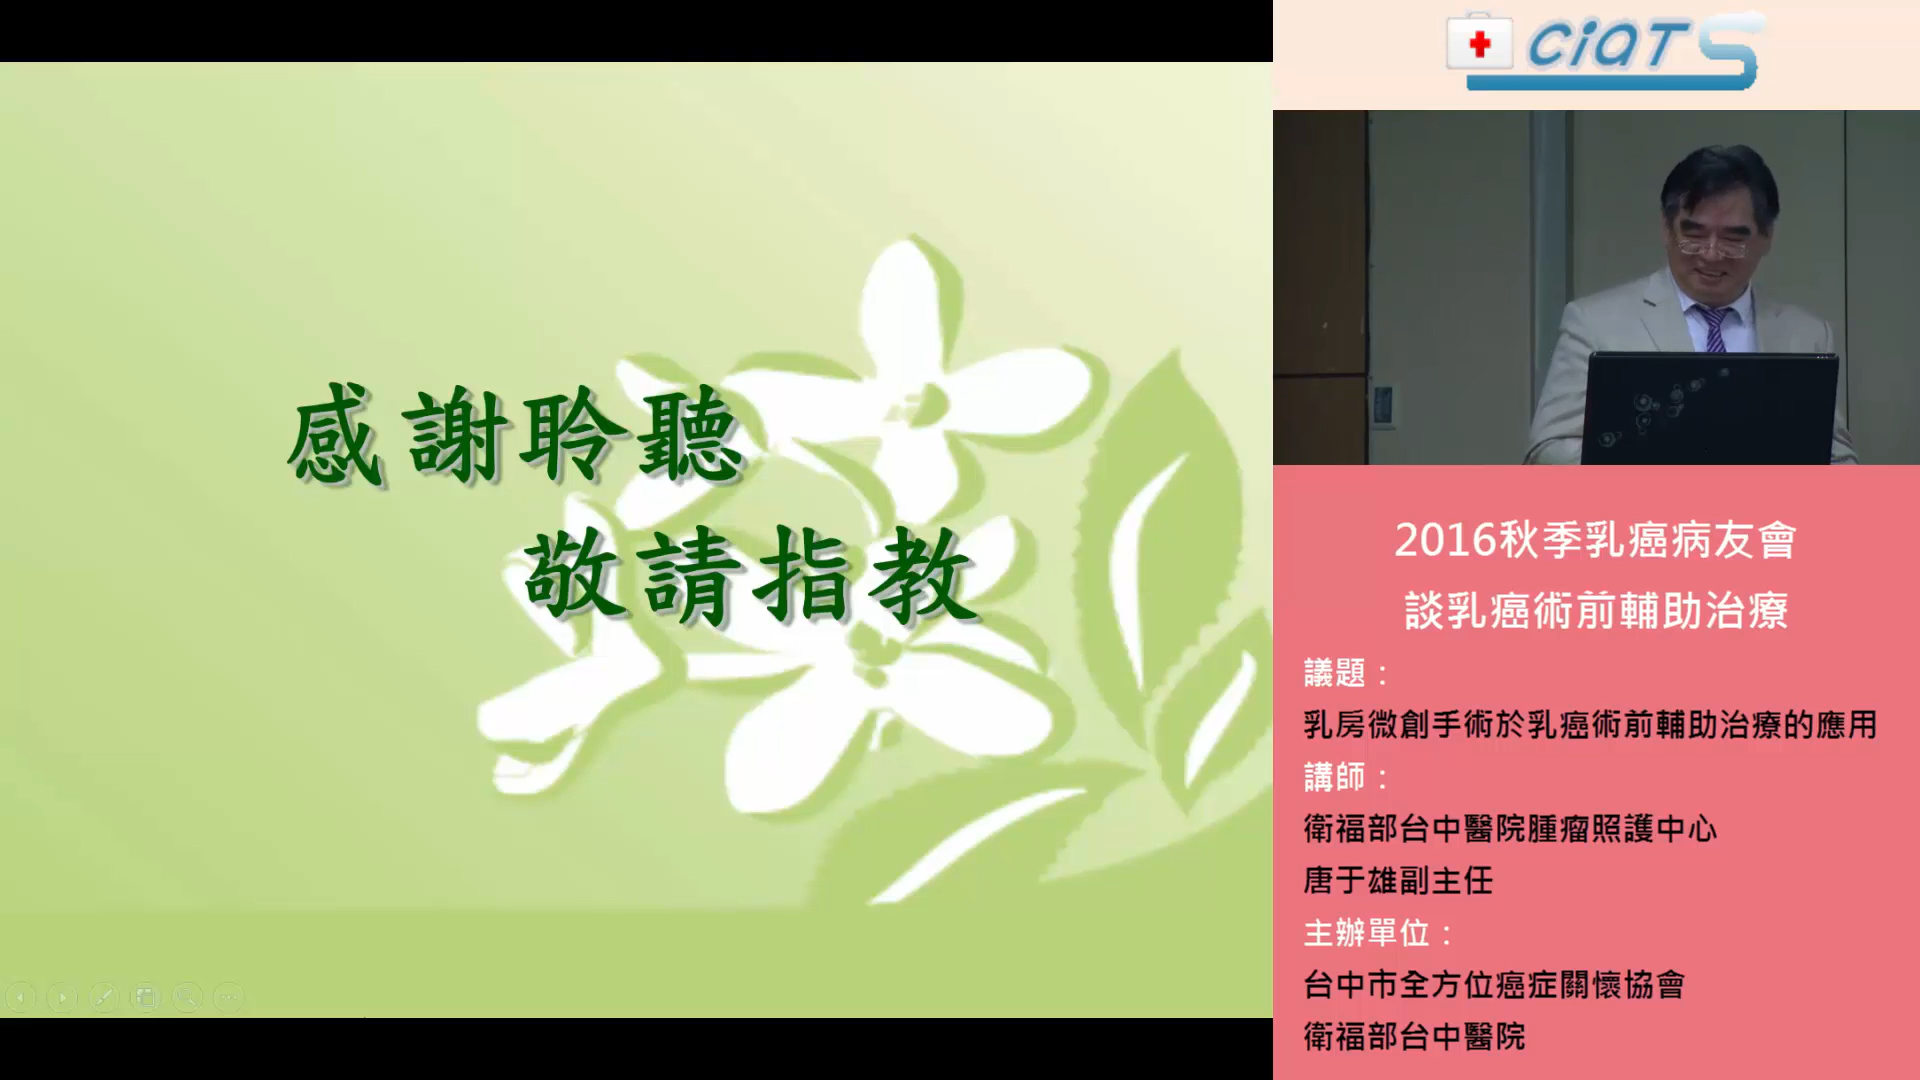 感謝聆聽
敬請指教
CiATS
2016秋季乳癌病友會
談乳癌術前輔助治療
議題：
乳房微創手術於乳癌術前輔助治療的應用
講師：
衛福部台中醫院腫瘤照護中心
唐于雄副主任
主辦單位：
台中市全方位癌症關懷協會
衛福部台中醫院